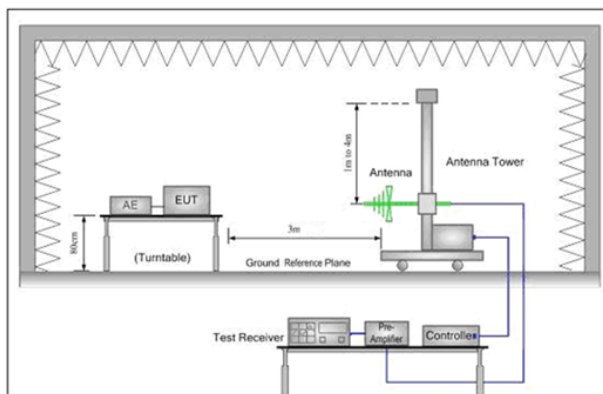 1m to 4m
Antenna
Antenna Tower
AE
EUT
80cm
(Turntable)
3m
Ground Reference Plane
Test Receiver
Pre-
Amplifier
Controller